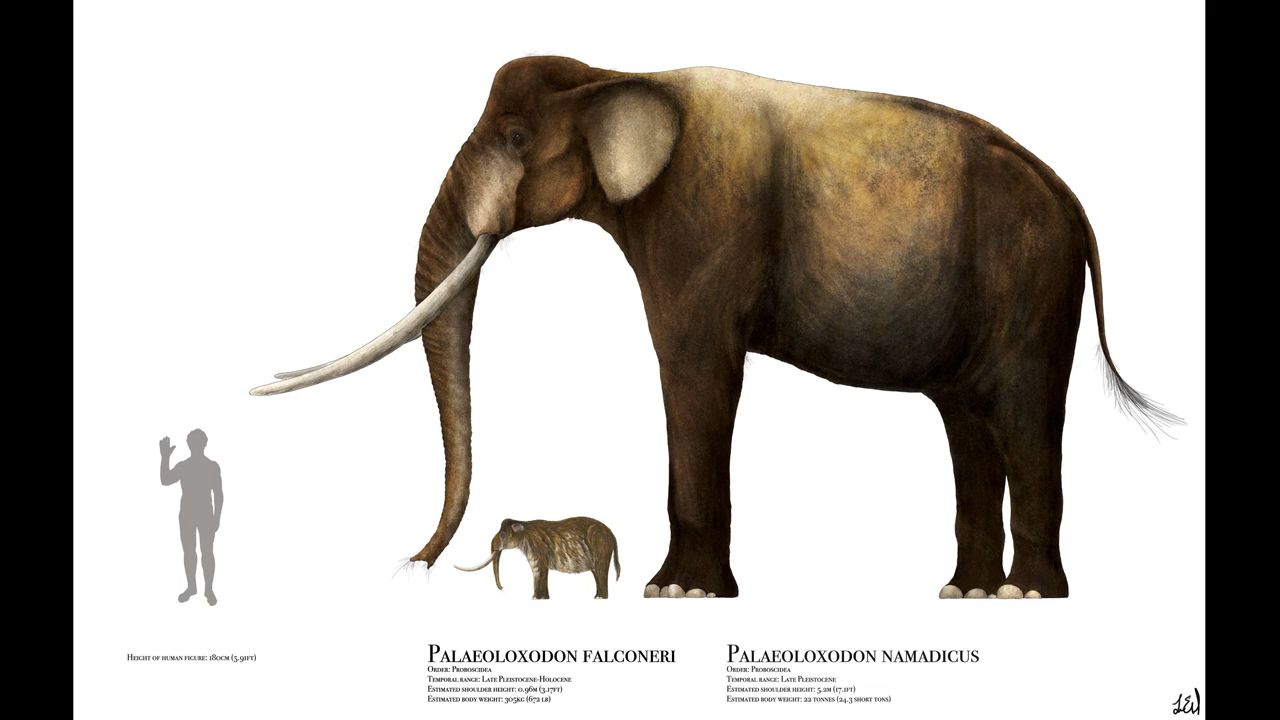 Height of human figure: 180cm (5.91ft)
Palaeoloxodon falconeri
Order: Proboscidea
Temporal range: Late Pleistocene-Holocene
Estimated shoulder height: 0.96m (3.17ft)
Estimated body weight: 305kg (672 lb)
Palaeoloxodon namadicus
Order: Proboscidea
Temporal range: Late Pleistocene
Estimated shoulder height: 5.2m (17.1ft)
Estimated body weight: 22 tonnes (24.3 short tons)